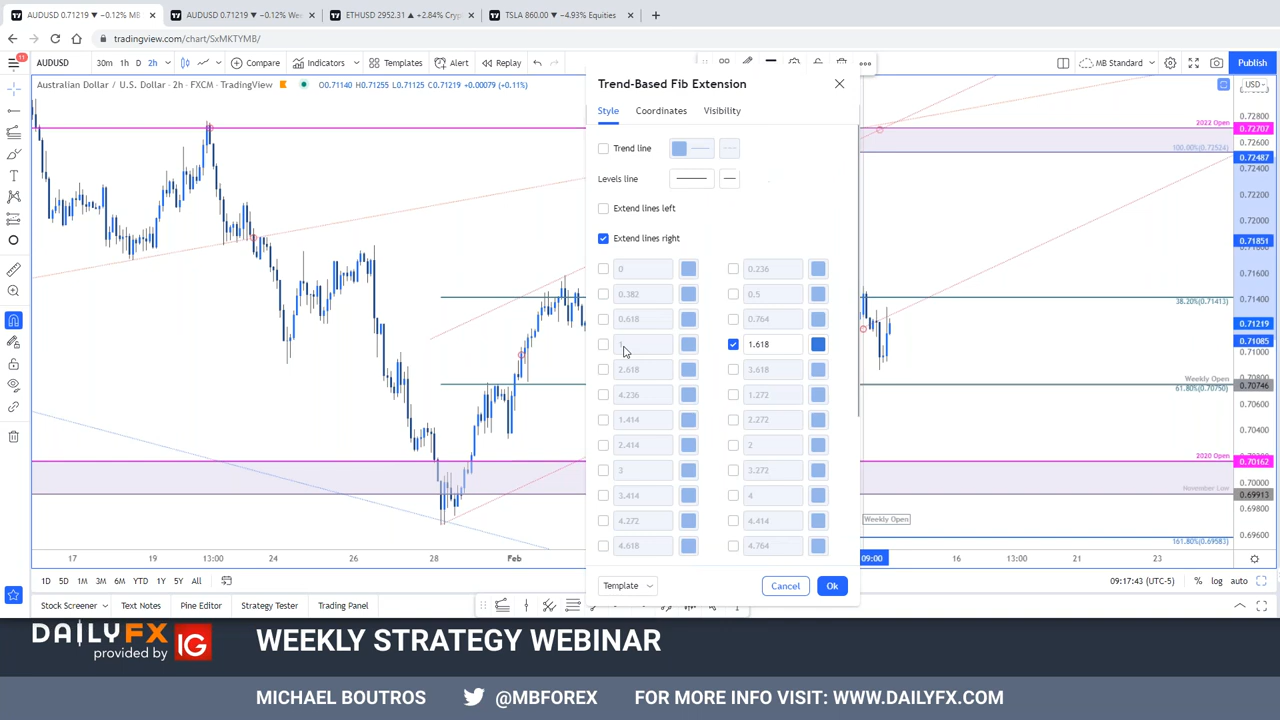 AUDUSD 0.71219 ▼ −0.12% MB
AUDUSD 0.71219 ▼ −0.12% Wee
ETHUSD 2952.31 ▲ +2.84% Crypt
TSLA 860.00 ▼ −4.93% Equities
tradingview.com/chart/SxMKTYMB/
11
AUDUSD
30m 1h D 2h
Compare
Indicators
Templates
Alert
Replay
MB Standard
Publish
Australian Dollar / U.S. Dollar · 2h · FXCM · TradingView
O0.71140 H0.71255 L0.71125 C0.71219 +0.00079 (+0.11%)
USD
Trend-Based Fib Extension
Style Coordinates Visibility
Trend line
Levels line
Extend lines left
Extend lines right
0 0.236
0.382 0.5
0.618 0.764
1 1.618
2.618 3.618
4.236 1.272
1.414 2.272
2.414 2
3 3.272
3.414 4
4.272 4.414
4.618 4.764
Template
Cancel
Ok
2022 Open
100.00%(0.72524)
38.20%(0.71413)
Weekly Open
61.80%(0.70750)
2020 Open
November Low
Weekly Open
161.80%(0.69583)
0.72800
0.72707
0.72600
0.72487
0.72400
0.72200
0.72000
0.71851
0.71600
0.71400
0.71219
0.71085
0.71000
0.70746
0.70600
0.70400
0.70162
0.70000
0.69913
0.69800
0.69600
17 19 13:00 24 26 28 Feb 09:00 16 13:00 21 23
1D 5D 1M 3M 6M YTD 1Y 5Y All
09:17:43 (UTC-5) % log auto
Stock Screener Text Notes Pine Editor Strategy Tester Trading Panel
DAILYFX
provided by IG
WEEKLY STRATEGY WEBINAR
MICHAEL BOUTROS @MBFOREX FOR MORE INFO VISIT: WWW.DAILYFX.COM